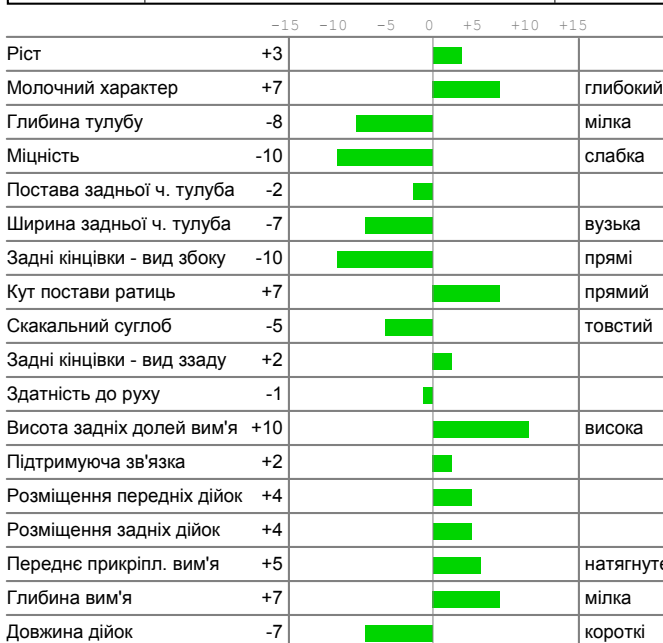 -15 -10 -5 0 +5 +10 +15
Ріст +3
Молочний характер +7 глибокий
Глибина тулубу -8 мілка
Міцність -10 слабка
Постава задньої ч. тулуба -2
Ширина задньої ч. тулуба -7 вузька
Задні кінцівки - вид збоку -10 прямі
Кут постави ратиць +7 прямий
Скакальний суглоб -5 товстий
Задні кінцівки - вид ззаду +2
Здатність до руху -1
Висота задніх долей вим'я +10 висока
Підтримуюча зв'язка +2
Розміщення передніх дійок +4
Розміщення задніх дійок +4
Переднє прикріпл. вим'я +5 натягнуте
Глибина вим'я +7 мілка
Довжина дійок -7 короткі